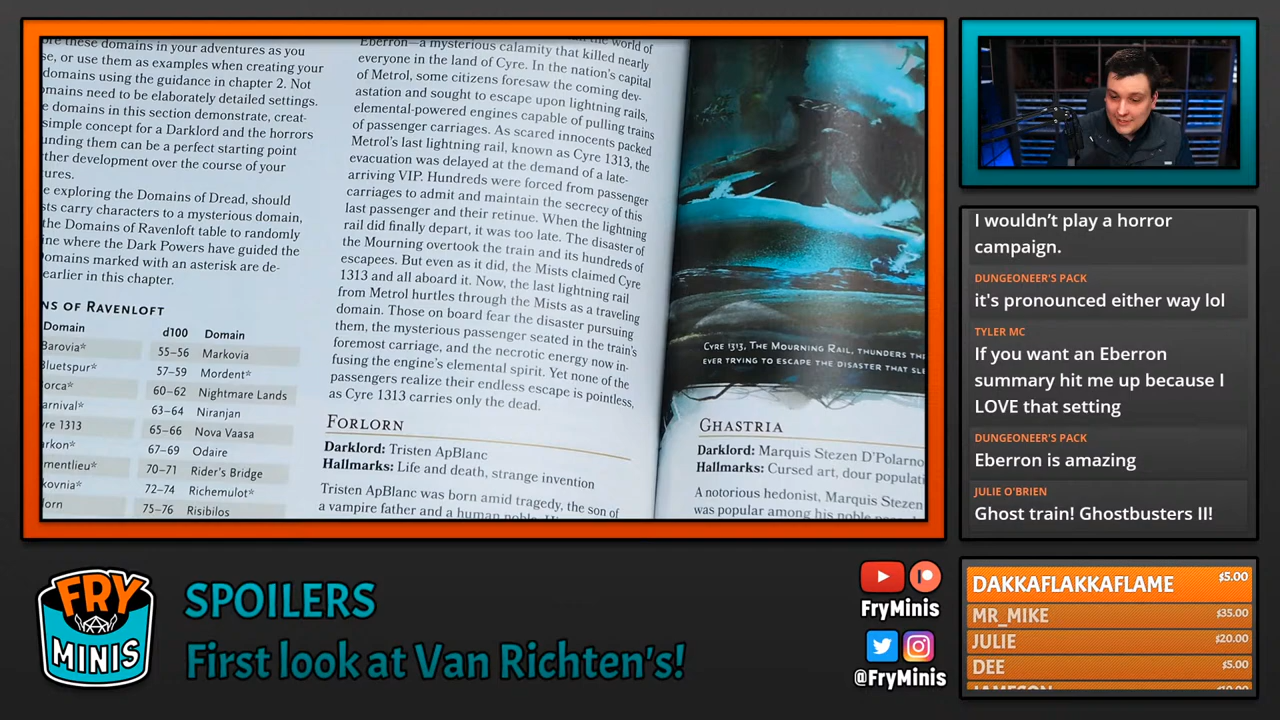 ore these domains in your adventures as you
se, or use them as examples when creating your
domains using the guidance in chapter 2. Not
omains need to be elaborately detailed settings.
e domains in this section demonstrate, creat-
simple concept for a Darklord and the horrors
unding them can be a perfect starting point
ther development over the course of your
tures.
e exploring the Domains of Dread, should
sts carry characters to a mysterious domain,
the Domains of Ravenloft table to randomly
ine where the Dark Powers have guided the
Domains marked with an asterisk are de-
earlier in this chapter.
NS OF RAVENLOFT
Domain d100 Domain
Barovia* 55–56 Markovia
Bluetspur* 57–59 Mordent*
orca* 60–62 Nightmare Lands
arnival* 63–64 Niranjan
yre 1313 65–66 Nova Vaasa
arkon* 67–69 Odaire
mentlieu* 70–71 Rider's Bridge
kovnia* 72–74 Richemulot*
lorn 75–76 Risibilos
the world of
Eberron—a mysterious calamity that killed nearly
everyone in the land of Cyre. In the nation's capital
of Metrol, some citizens foresaw the coming dev-
astation and sought to escape upon lightning rails,
elemental-powered engines capable of pulling trains
of passenger carriages. As scared innocents packed
Metrol's last lightning rail, known as Cyre 1313, the
evacuation was delayed at the demand of a late-
arriving VIP. Hundreds were forced from passenger
carriages to admit and maintain the secrecy of this
last passenger and their retinue. When the lightning
rail did finally depart, it was too late. The disaster of
the Mourning overtook the train and its hundreds of
escapees. But even as it did, the Mists claimed Cyre
1313 and all aboard it. Now, the last lightning rail
from Metrol hurtles through the Mists as a traveling
domain. Those on board fear the disaster pursuing
them, the mysterious passenger seated in the train's
foremost carriage, and the necrotic energy now in-
fusing the engine's elemental spirit. Yet none of the
passengers realize their endless escape is pointless,
as Cyre 1313 carries only the dead.
FORLORN
Darklord: Tristen ApBlanc
Hallmarks: Life and death, strange invention
Tristen ApBlanc was born amid tragedy, the son of
a vampire father and a human noble.
CYRE 1313, THE MOURNING RAIL, THUNDERS THR
EVER TRYING TO ESCAPE THE DISASTER THAT SLE
GHASTRIA
Darklord: Marquis Stezen D'Polarno
Hallmarks: Cursed art, dour populati
A notorious hedonist, Marquis Stezen
was popular among his noble
I wouldn't play a horror
campaign.
DUNGEONEER'S PACK
it's pronounced either way lol
TYLER MC
If you want an Eberron
summary hit me up because I
LOVE that setting
DUNGEONEER'S PACK
Eberron is amazing
JULIE O'BRIEN
Ghost train! Ghostbusters II!
DAKKAFLAKKAFLAME $5.00
MR_MIKE $35.00
JULIE $20.00
DEE $5.00
JAMESON $10.00
FRY
MINIS
SPOILERS
First look at Van Richten's!
FryMinis
@FryMinis